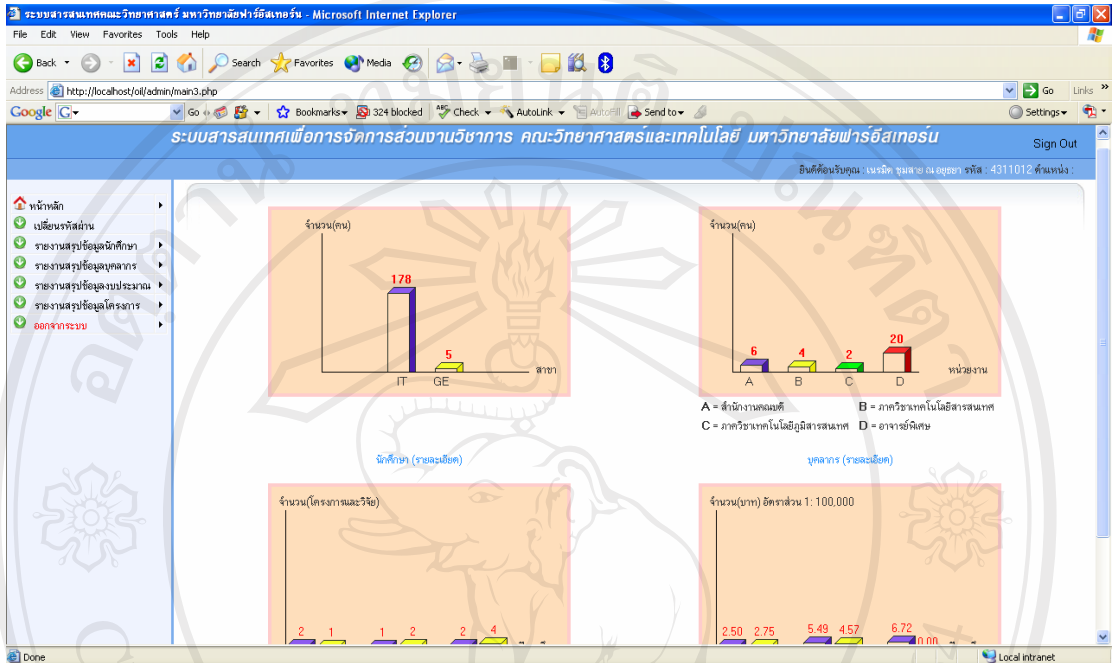 ระบบสารสนเทศคณะวิทยาศาสตร์ มหาวิทยาลัยฟาร์อีสเทอร์น - Microsoft Internet Explorer
File Edit View Favorites Tools Help
Back Search Favorites Media
Address http://localhost/oil/admin/main3.php Go Links »
Google G Go Bookmarks 324 blocked Check AutoLink AutoFill Send to Settings
ระบบสารสนเทศเพื่อการจัดการส่วนงานวิชาการ คณะวิทยาศาสตร์และเทคโนโลยี มหาวิทยาลัยฟาร์อีสเทอร์น
Sign Out
ยินดีต้อนรับคุณ : เนรมิต ชุมสาย ณ อยุธยา รหัส : 4311012 ตำแหน่ง :
หน้าหลัก
เปลี่ยนรหัสผ่าน
รายงานสรุปข้อมูลนักศึกษา
รายงานสรุปข้อมูลบุคลากร
รายงานสรุปข้อมูลงบประมาณ
รายงานสรุปข้อมูลโครงการ
ออกจากระบบ
จำนวน(คน)
178
5
สาขา
IT GE
นักศึกษา (รายละเอียด)
จำนวน(คน)
6 4 2 20
หน่วยงาน
A B C D
A = สำนักงานคณบดี B = ภาควิชาเทคโนโลยีสารสนเทศ
C = ภาควิชาเทคโนโลยีภูมิสารสนเทศ D = อาจารย์พิเศษ
บุคลากร (รายละเอียด)
จำนวน(โครงการและวิจัย)
2 1 1 2 2 4
จำนวน(บาท) อัตราส่วน 1: 100,000
2.50 2.75 5.49 4.57 6.72 0.00
Done
Local intranet